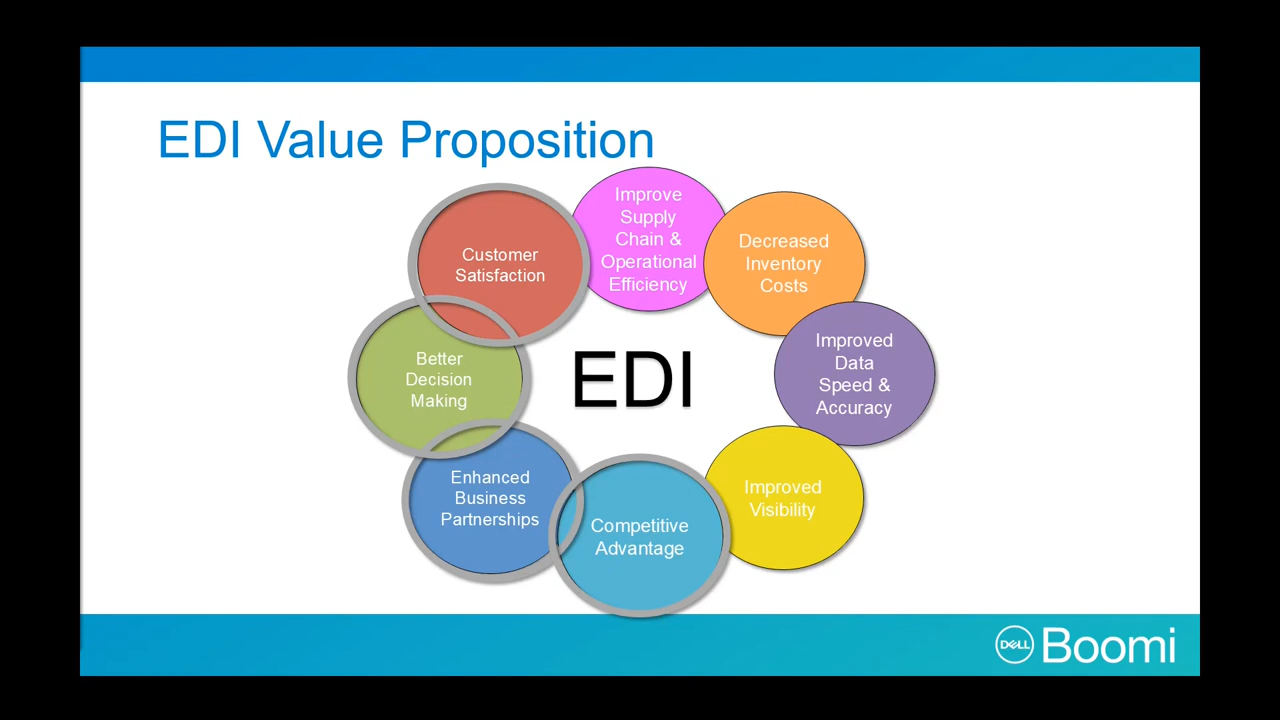 EDI Value Proposition
Improve
Supply
Chain &
Operational
Efficiency
Decreased
Inventory
Costs
Improved
Data
Speed &
Accuracy
Improved
Visibility
Competitive
Advantage
Enhanced
Business
Partnerships
Better
Decision
Making
Customer
Satisfaction
EDI
DELL Boomi